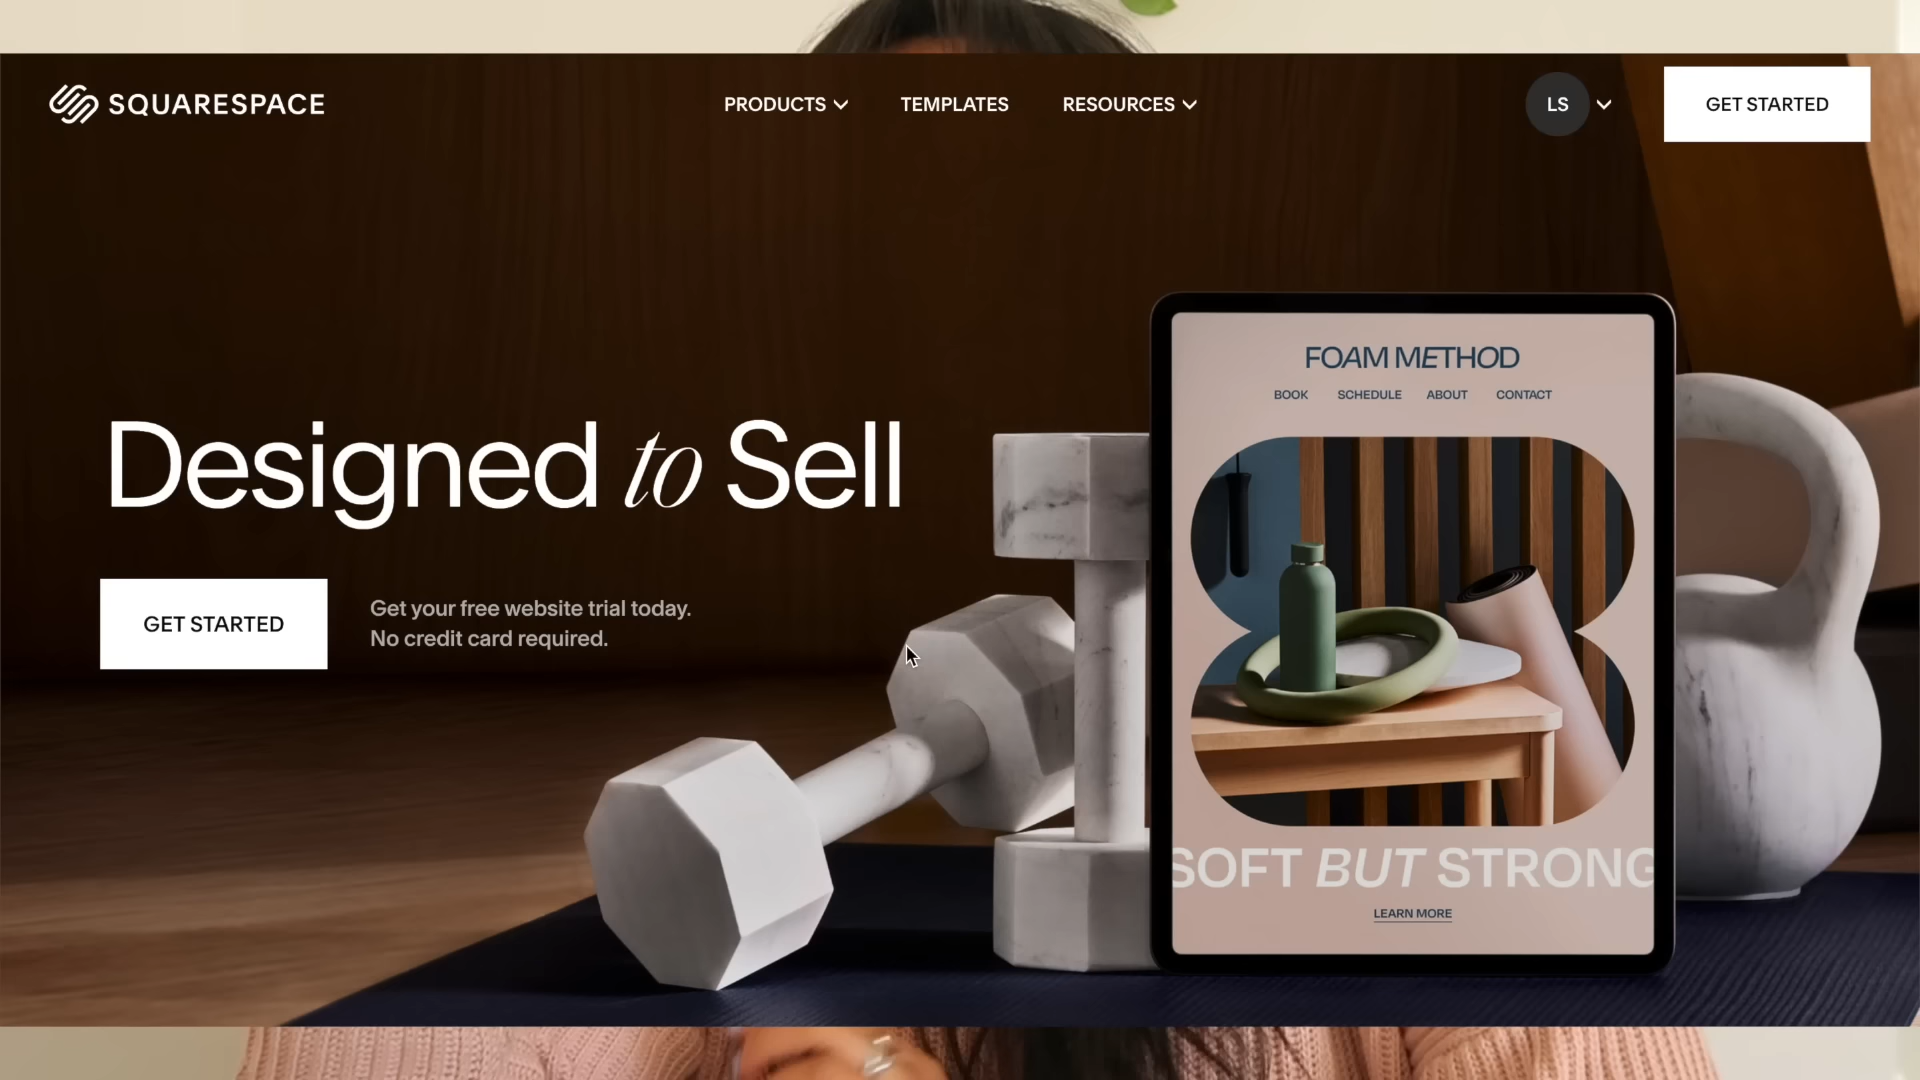 SQUARESPACE
PRODUCTS
TEMPLATES
RESOURCES
LS
GET STARTED
Designed to Sell
GET STARTED
Get your free website trial today.
No credit card required.
FOAM METHOD
BOOK SCHEDULE ABOUT CONTACT
SOFT BUT STRONG
LEARN MORE